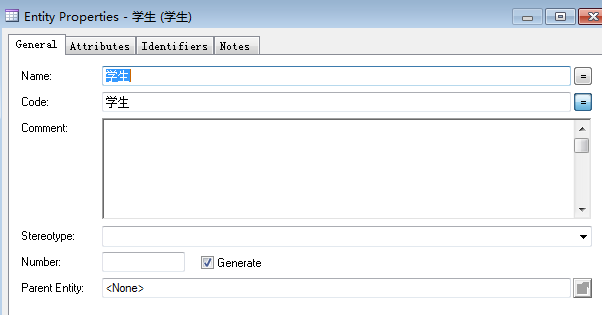 Entity Properties - 学生 (学生)
General Attributes Identifiers Notes
Name: 学生 =
Code: 学生 =
Comment:
Stereotype:
Number: Generate
Parent Entity: <None>